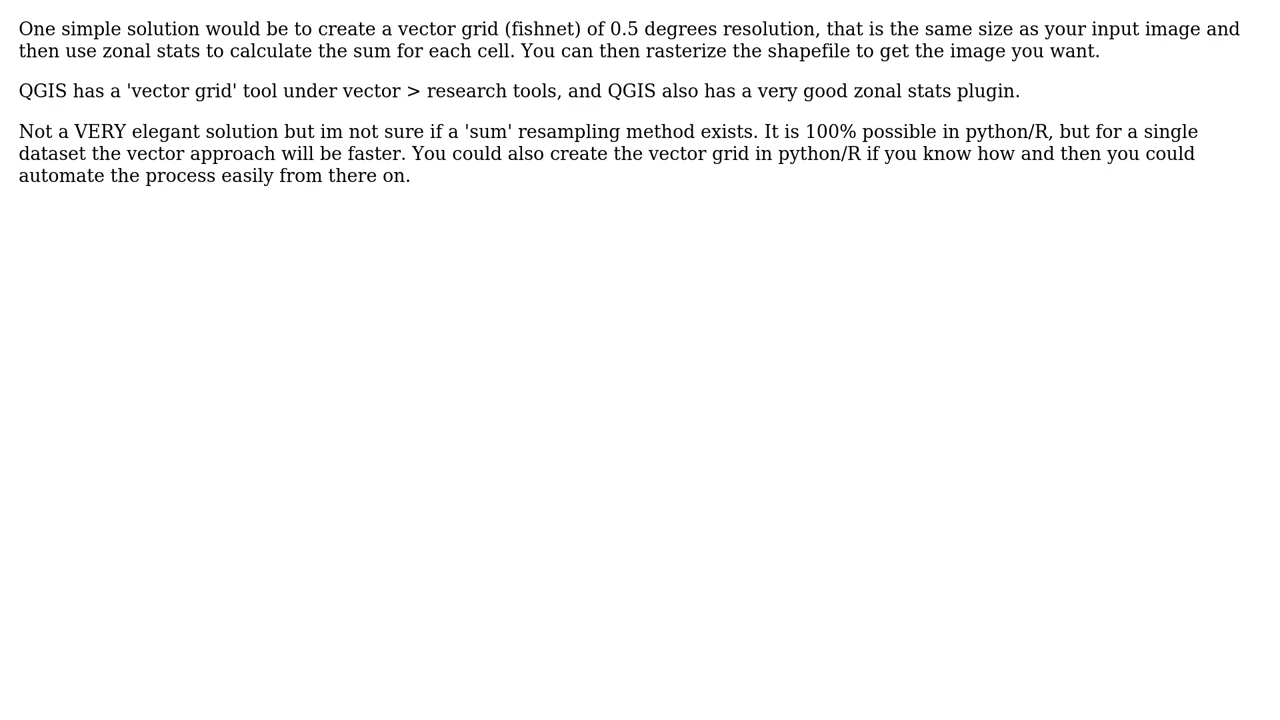 One simple solution would be to create a vector grid (fishnet) of 0.5 degrees resolution, that is the same size as your input image and
then use zonal stats to calculate the sum for each cell. You can then rasterize the shapefile to get the image you want.
QGIS has a 'vector grid' tool under vector > research tools, and QGIS also has a very good zonal stats plugin.
Not a VERY elegant solution but im not sure if a 'sum' resampling method exists. It is 100% possible in python/R, but for a single
dataset the vector approach will be faster. You could also create the vector grid in python/R if you know how and then you could
automate the process easily from there on.